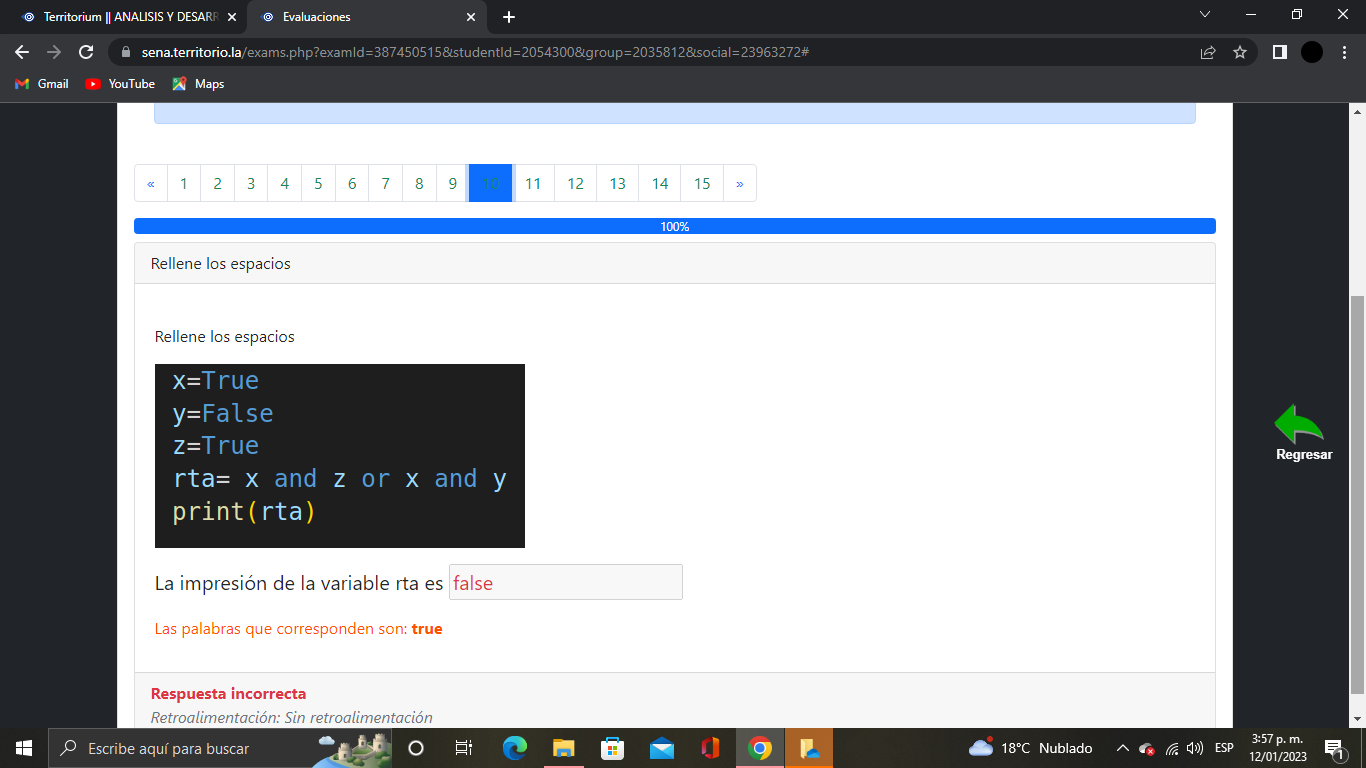 Territorium || ANALISIS Y DESARR
Evaluaciones
sena.territorio.la/exams.php?examId=387450515&studentId=2054300&group=2035812&social=23963272#
Gmail YouTube Maps
« 1 2 3 4 5 6 7 8 9 10 11 12 13 14 15 »
100%
Rellene los espacios
Rellene los espacios
x=True
y=False
z=True
rta= x and z or x and y
print(rta)
Regresar
La impresión de la variable rta es false
Las palabras que corresponden son: true
Respuesta incorrecta
Retroalimentación: Sin retroalimentación
Escribe aquí para buscar
18°C Nublado
ESP
3:57 p. m.
12/01/2023
1